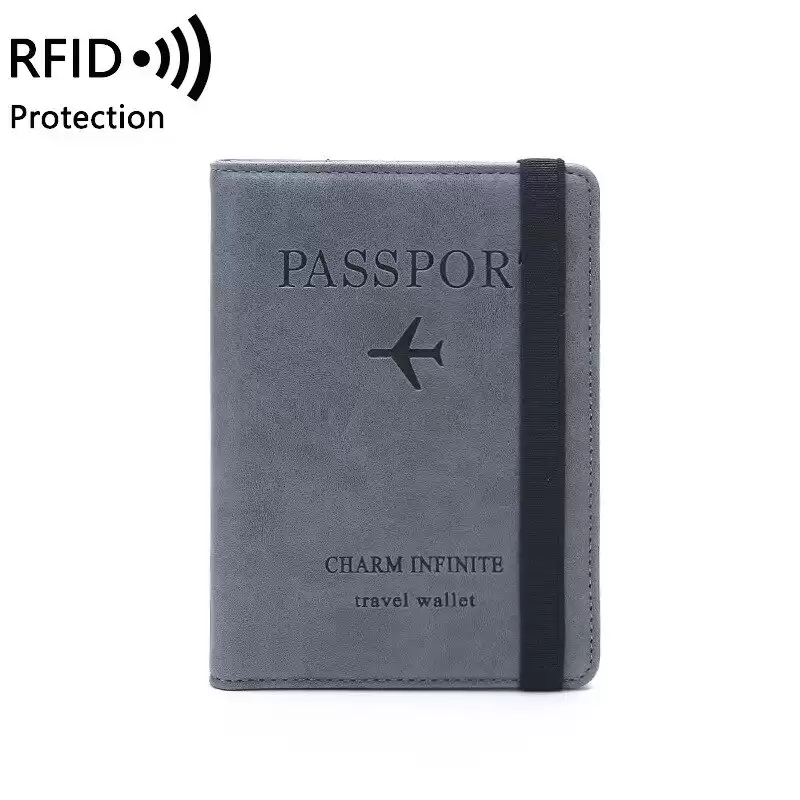 RFID
Protection
PASSPORT
CHARM INFINITE
travel wallet